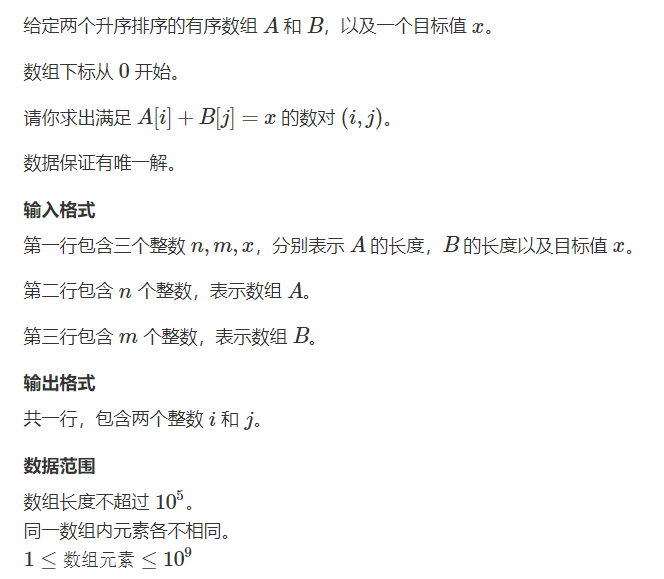 给定两个升序排序的有序数组 A 和 B，以及一个目标值 x。
数组下标从 0 开始。
请你求出满足 A[i] + B[j] = x 的数对 (i, j)。
数据保证有唯一解。
输入格式
第一行包含三个整数 n, m, x，分别表示 A 的长度，B 的长度以及目标值 x。
第二行包含 n 个整数，表示数组 A。
第三行包含 m 个整数，表示数组 B。
输出格式
共一行，包含两个整数 i 和 j。
数据范围
数组长度不超过 10⁵。
同一数组内元素各不相同。
1 ≤ 数组元素 ≤ 10⁹